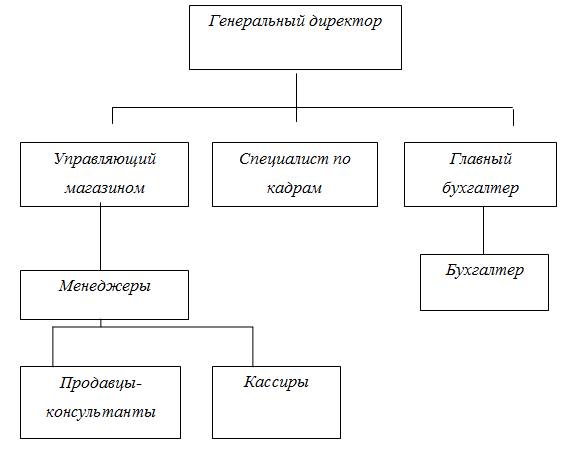 Генеральный директор
Управляющий
магазином
Специалист по
кадрам
Главный
бухгалтер
Менеджеры
Бухгалтер
Продавцы-
консультанты
Кассиры